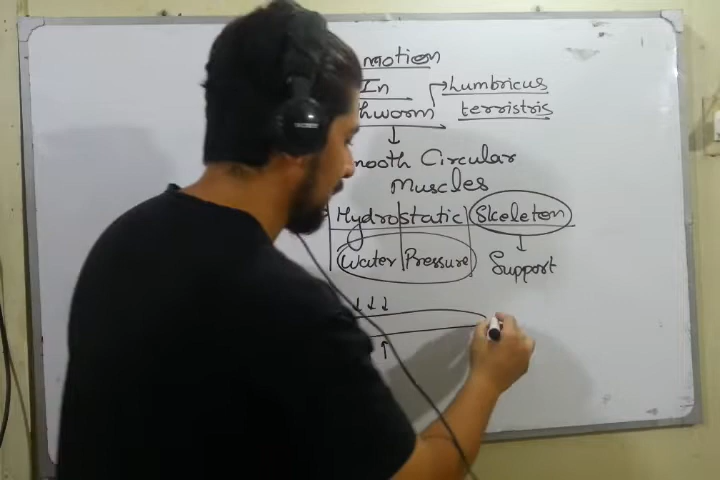 motion
In
Lumbricus
hworm
terristris
mooth Circular
Muscles
Hydrostatic Skeleton
Water Pressure
Support